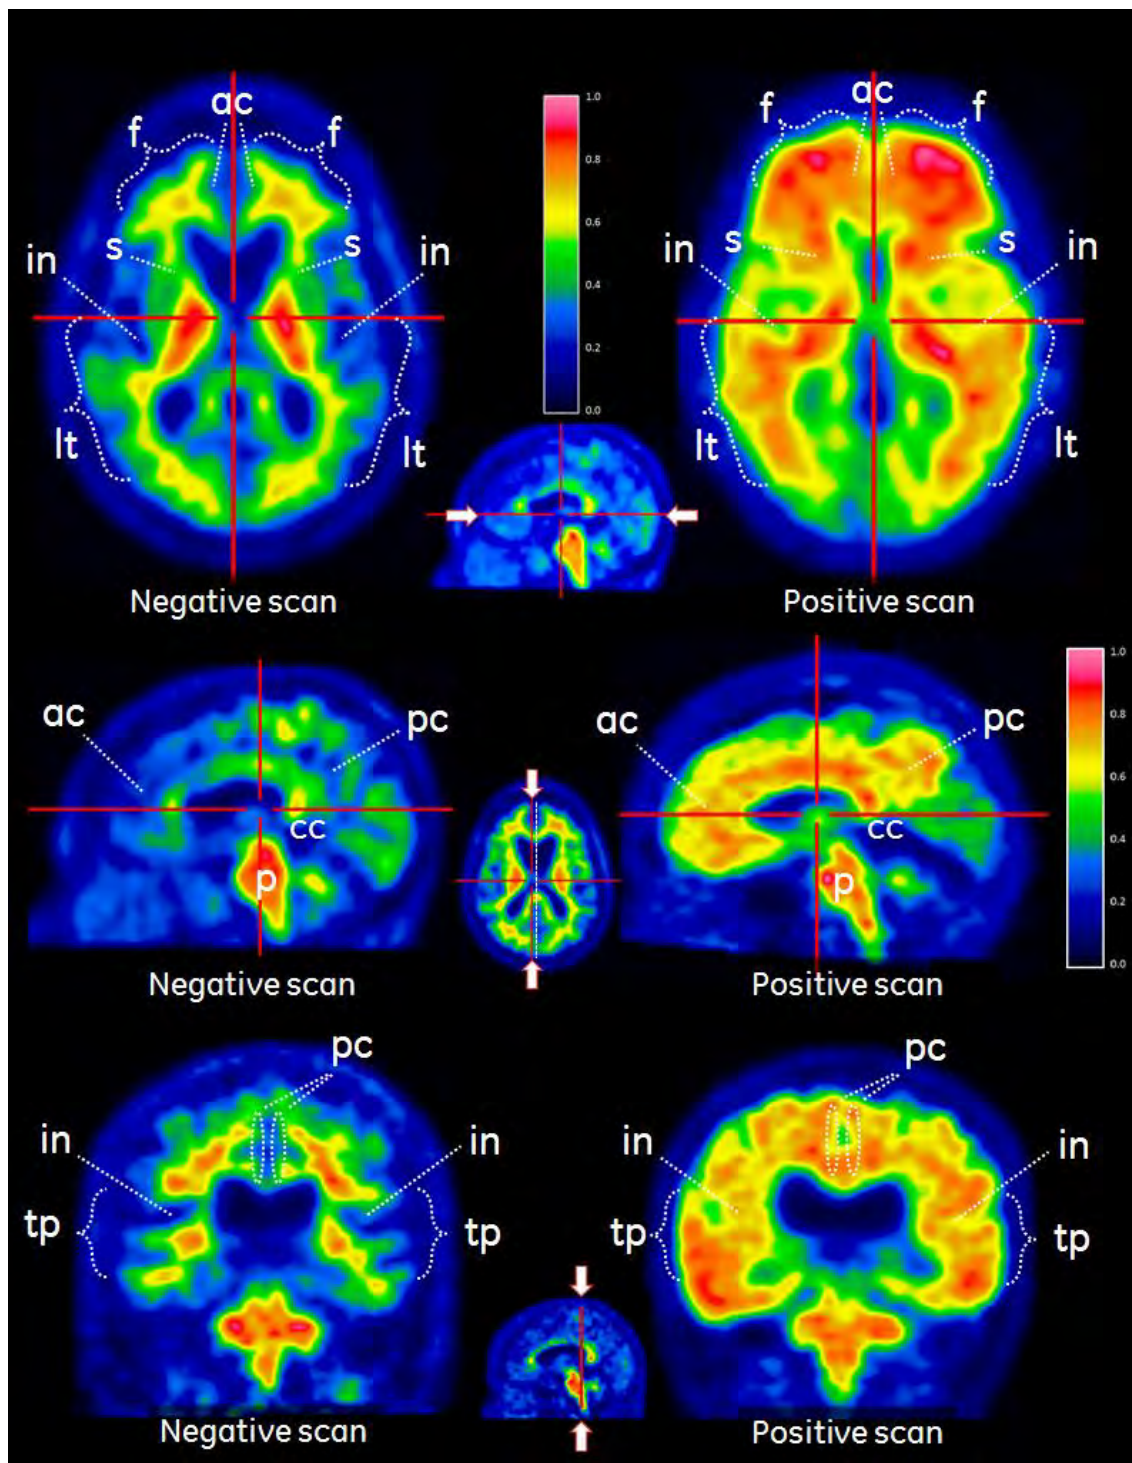 ac ac
f f f f
1.0
0.8
0.6
0.4
0.2
0.0
s s s s
in in in in
lt lt lt lt
Negative scan Positive scan
1.0
0.8
0.6
0.4
0.2
0.0
ac pc ac pc
cc cc
p p
Negative scan Positive scan
pc pc
in in in in
tp tp tp tp
Negative scan Positive scan